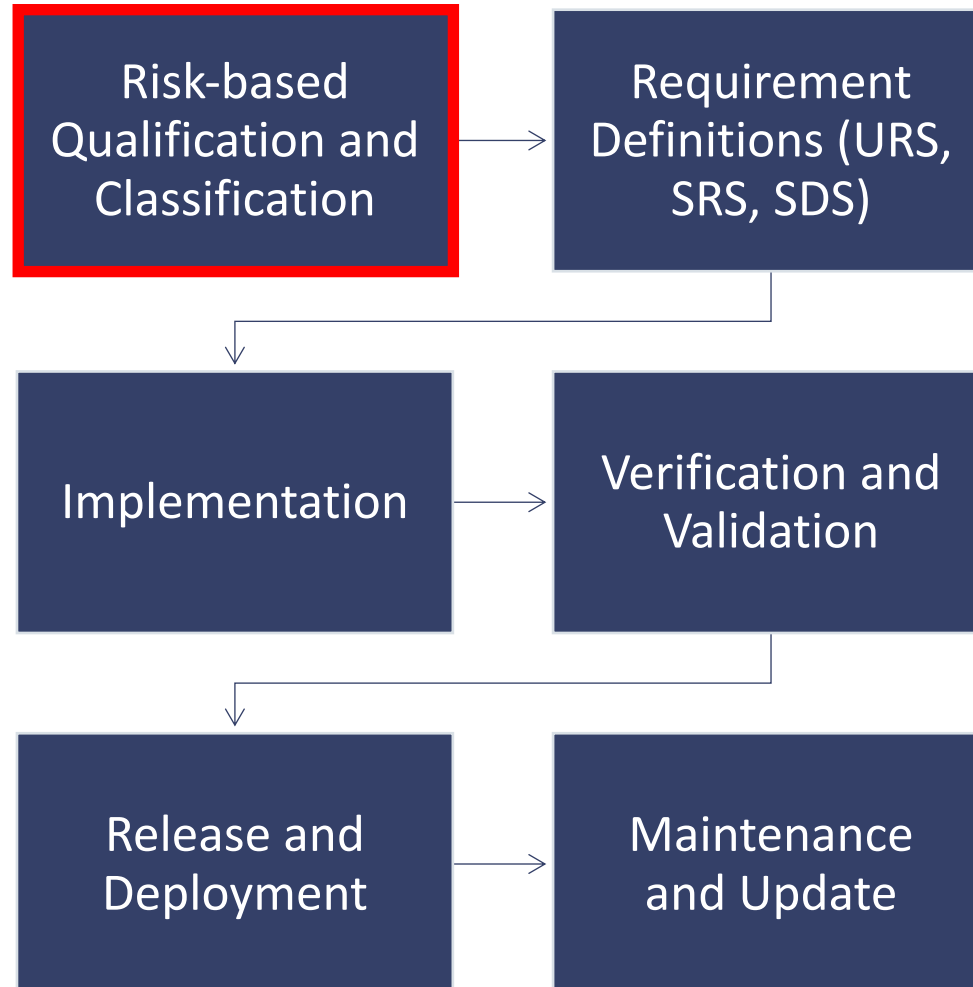 Risk-based
Qualification and
Classification
Requirement
Definitions (URS,
SRS, SDS)
Implementation
Verification and
Validation
Release and
Deployment
Maintenance
and Update